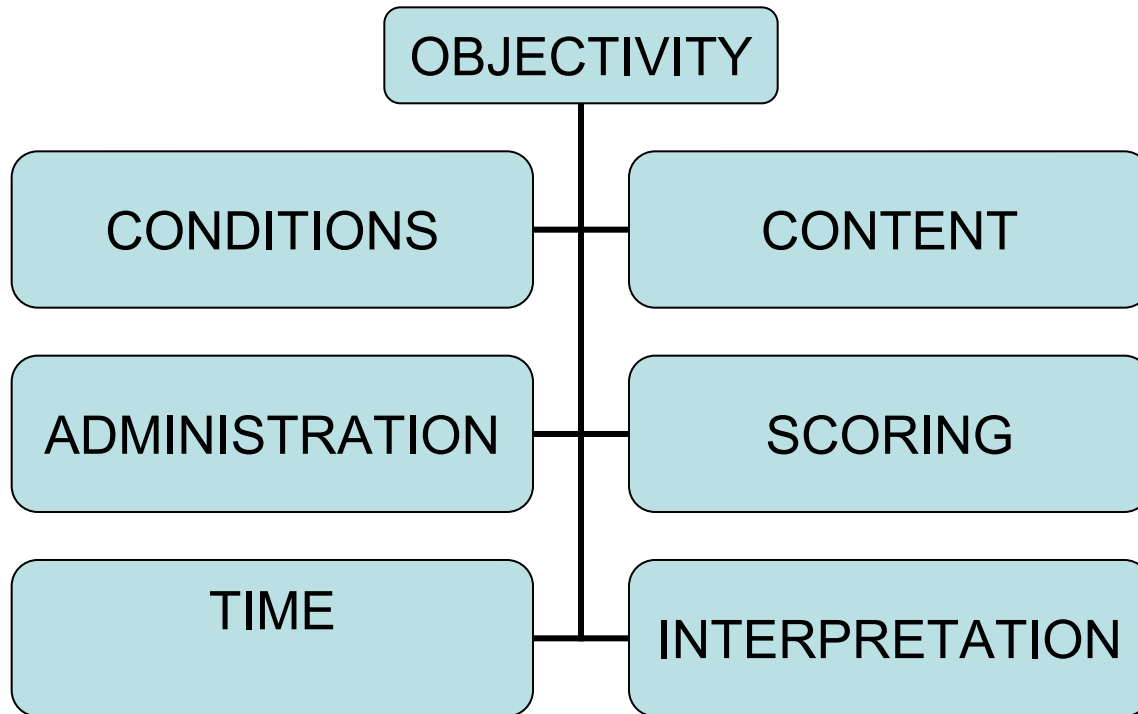 OBJECTIVITY
CONDITIONS
CONTENT
ADMINISTRATION
SCORING
TIME
INTERPRETATION